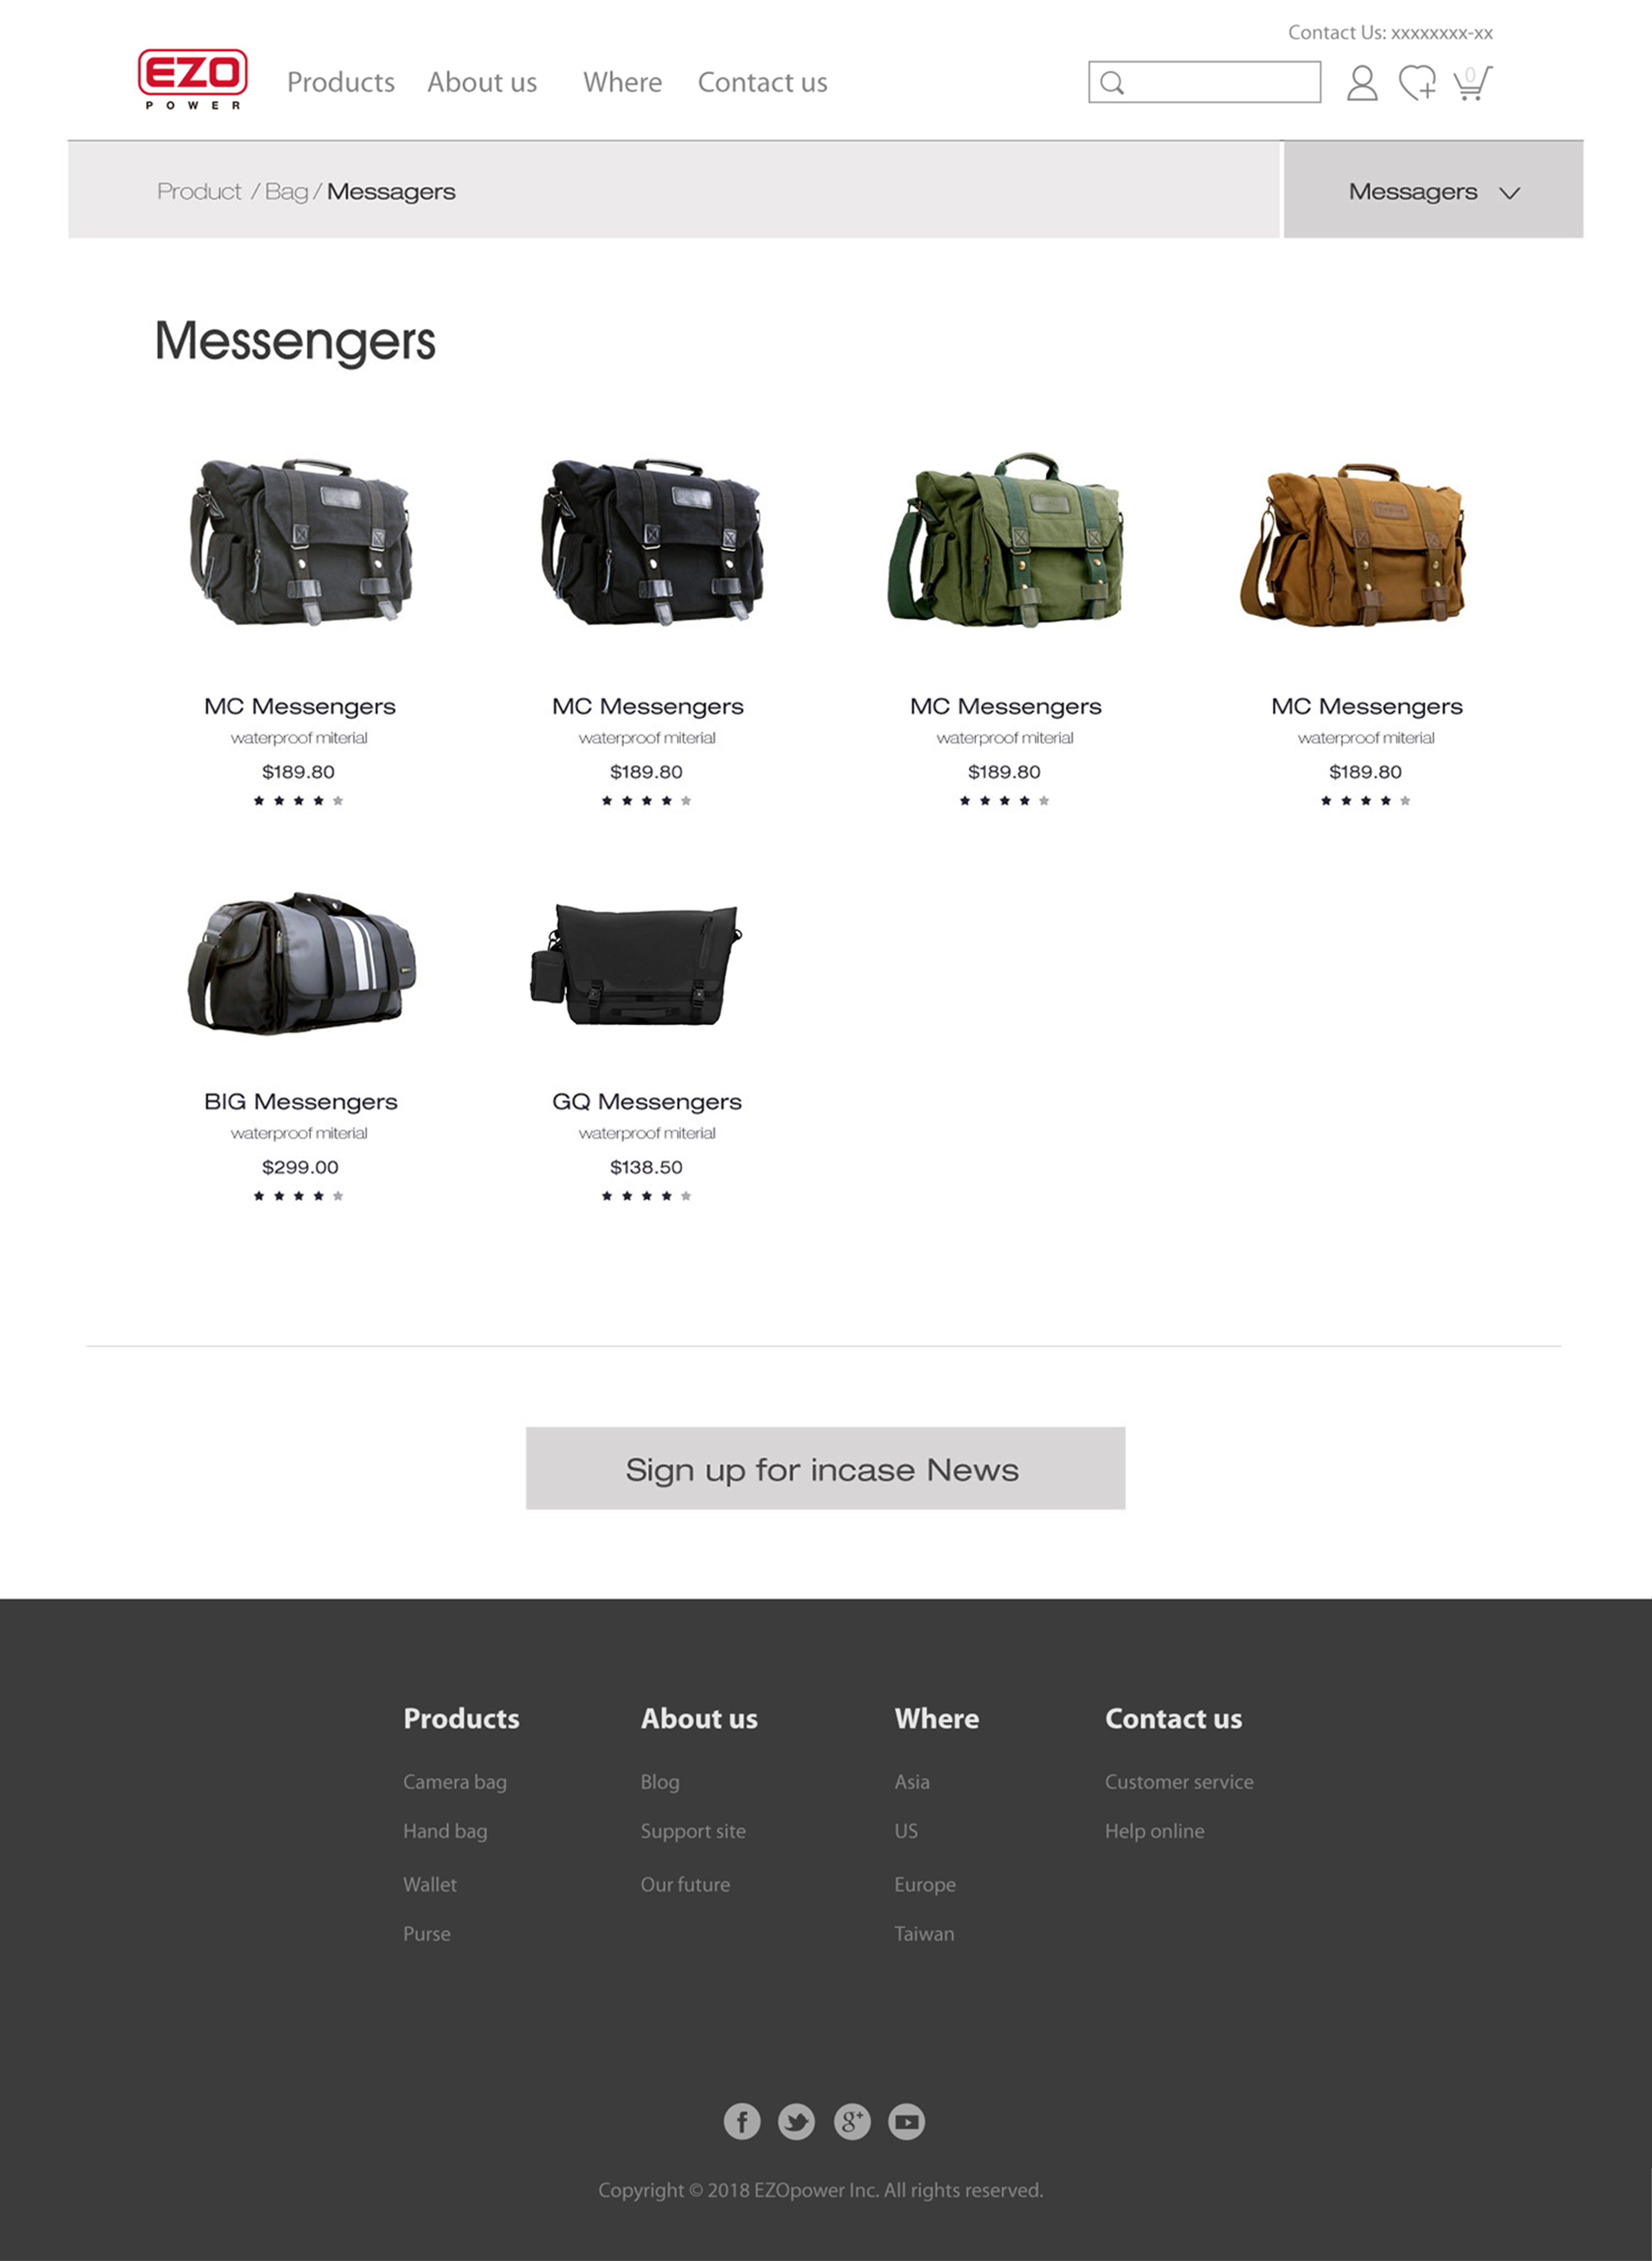 Contact Us: xxxxxxxx-xx
EZO
POWER
Products About us Where Contact us
0
Product / Bag / Messagers
Messagers
Messengers
MC Messengers
waterproof miterial
$189.80
MC Messengers
waterproof miterial
$189.80
MC Messengers
waterproof miterial
$189.80
MC Messengers
waterproof miterial
$189.80
BIG Messengers
waterproof miterial
$299.00
GQ Messengers
waterproof miterial
$138.50
Sign up for incase News
Products
Camera bag
Hand bag
Wallet
Purse
About us
Blog
Support site
Our future
Where
Asia
US
Europe
Taiwan
Contact us
Customer service
Help online
Copyright © 2018 EZOpower Inc. All rights reserved.